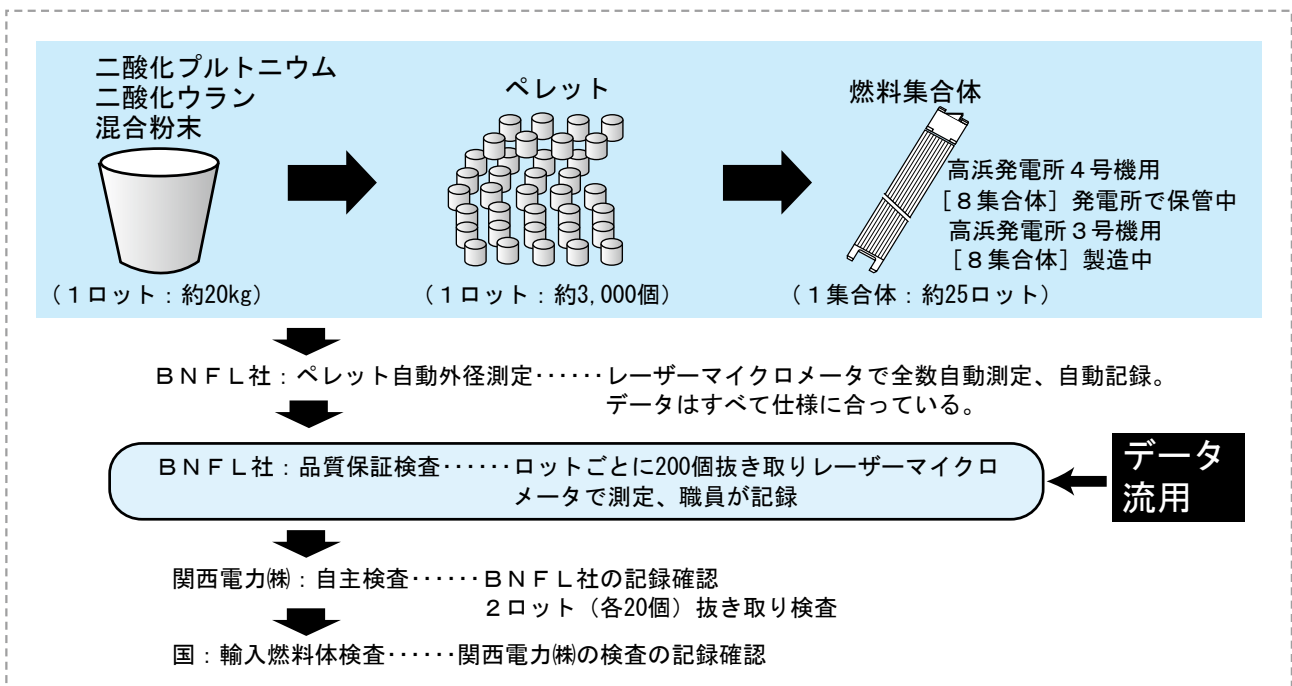 二酸化プルトニウム
二酸化ウラン
混合粉末
(１ロット：約20kg)
ペレット
(１ロット：約3,000個)
燃料集合体
高浜発電所４号機用
［８集合体］発電所で保管中
高浜発電所３号機用
［８集合体］製造中
(１集合体：約25ロット)
ＢＮＦＬ社：ペレット自動外径測定‥‥‥レーザーマイクロメータで全数自動測定、自動記録。
データはすべて仕様に合っている。
ＢＮＦＬ社：品質保証検査‥‥‥ロットごとに200個抜き取りレーザーマイクロ
メータで測定、職員が記録
データ
流用
関西電力㈱：自主検査‥‥‥ＢＮＦＬ社の記録確認
２ロット（各20個）抜き取り検査
国：輸入燃料体検査‥‥‥関西電力㈱の検査の記録確認